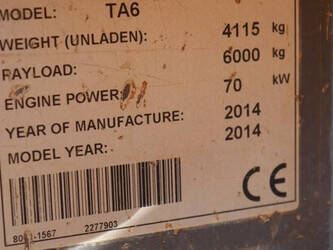 MODEL: TA6
WEIGHT (UNLADEN): 4115 kg
PAYLOAD: 6000 kg
ENGINE POWER: 70 kW
YEAR OF MANUFACTURE: 2014
MODEL YEAR: 2014
CE
2277903